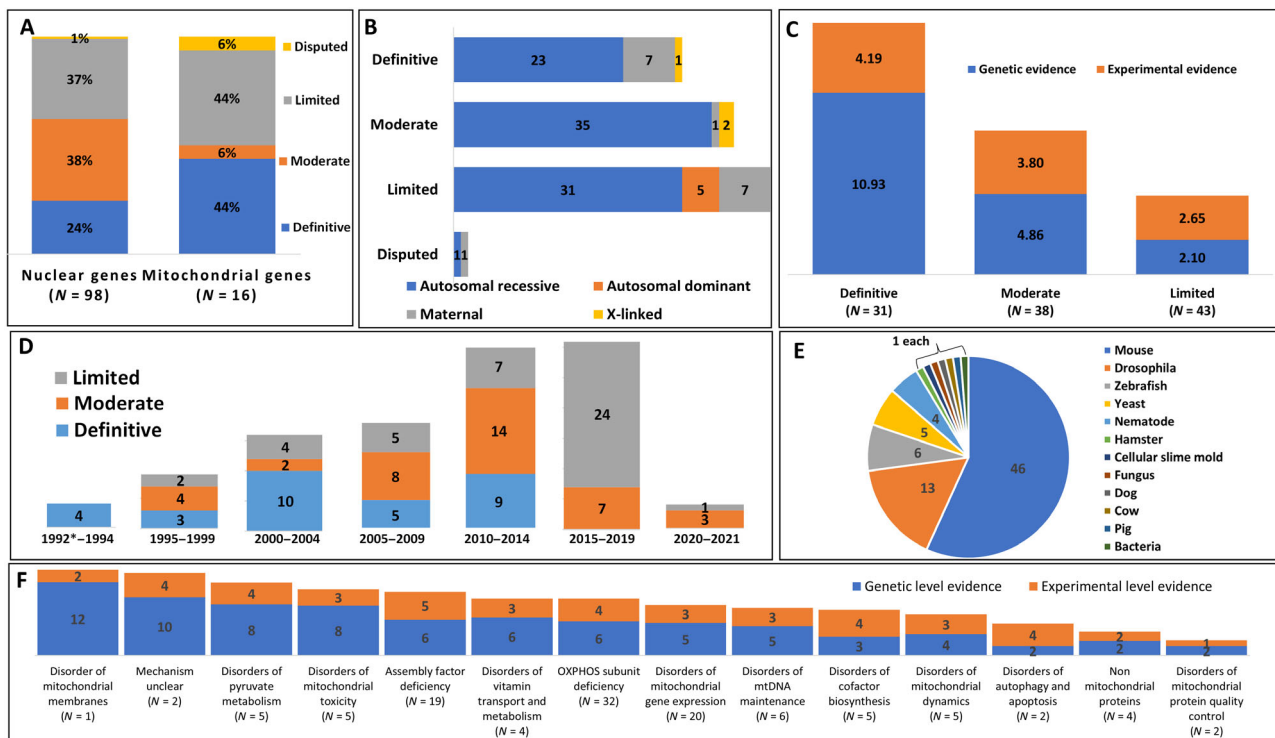 A
1%
6%
Disputed
37%
44%
Limited
38%
6%
Moderate
24%
44%
Definitive
Nuclear genes Mitochondrial genes
(N = 98) (N = 16)
B
Definitive 23 7 1
Moderate 35 1 2
Limited 31 5 7
Disputed 1 1
Autosomal recessive Autosomal dominant
Maternal X-linked
C
Genetic evidence Experimental evidence
4.19
10.93
3.80
4.86
2.65
2.10
Definitive Moderate Limited
(N = 31) (N = 38) (N = 43)
D
Limited
Moderate
Definitive
4
2
4
3
4
2
10
5
8
5
7
14
9
24
7
1
3
1992*–1994 1995–1999 2000–2004 2005–2009 2010–2014 2015–2019 2020–2021
E
1 each
46
13
6
5
4
Mouse
Drosophila
Zebrafish
Yeast
Nematode
Hamster
Cellular slime mold
Fungus
Dog
Cow
Pig
Bacteria
F
Genetic level evidence Experimental level evidence
2 4 4 3 5 3 4 3 3 4 3 4 2 1
12 10 8 8 6 6 6 5 5 3 4 2 2 2
Disorder of
mitochondrial
membranes
(N = 1)
Mechanism
unclear
(N = 2)
Disorders of
pyruvate
metabolism
(N = 5)
Disorders of
mitochondrial
toxicity
(N = 5)
Assembly factor
deficiency
(N = 19)
Disorders of
vitamin
transport and
metabolism
(N = 4)
OXPHOS subunit
deficiency
(N = 32)
Disorders of
mitochondrial
gene expression
(N = 20)
Disorders of
mtDNA
maintenance
(N = 6)
Disorders of
cofactor
biosynthesis
(N = 5)
Disorders of
mitochondrial
dynamics
(N = 5)
Disorders of
autophagy and
apoptosis
(N = 2)
Non
mitochondrial
proteins
(N = 4)
Disorders of
mitochondrial
protein quality
control
(N = 2)